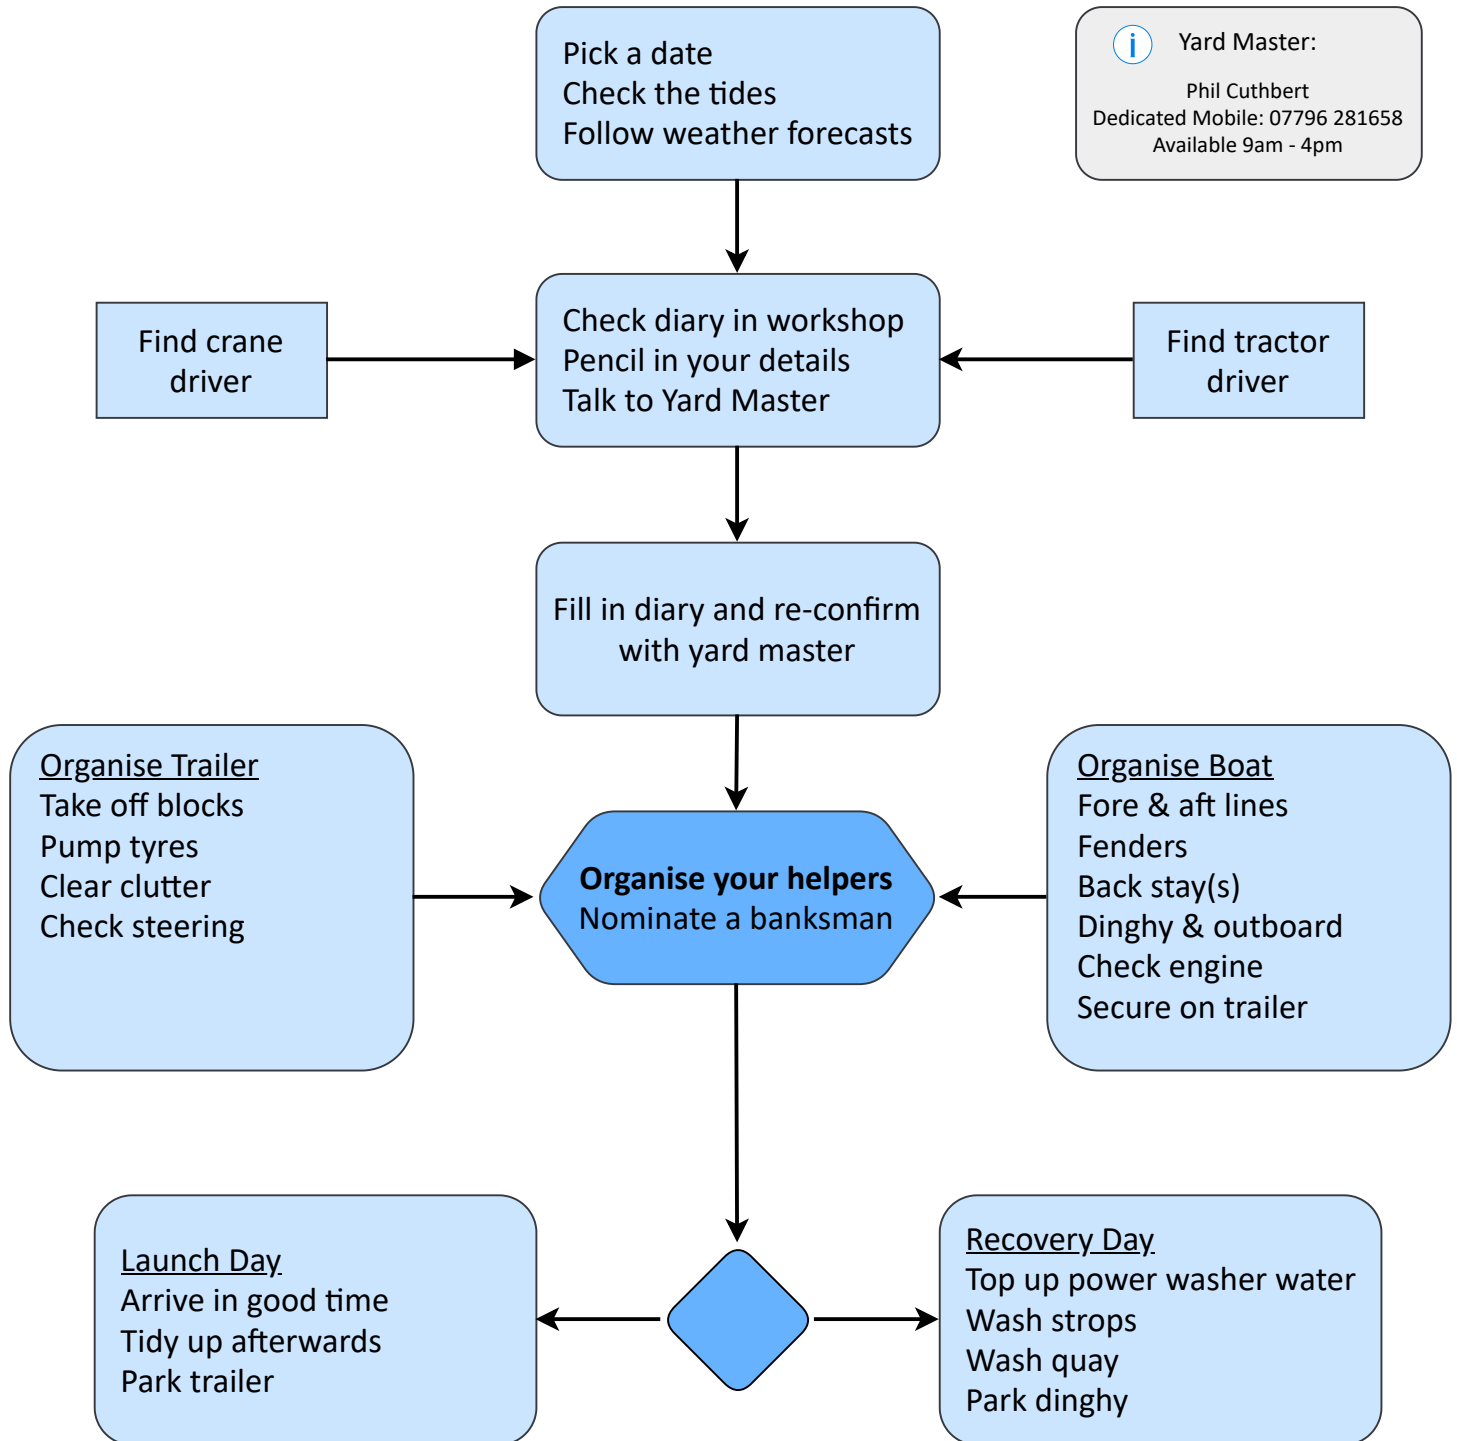 Pick a date
Check the tides
Follow weather forecasts
i
Yard Master:
Phil Cuthbert
Dedicated Mobile: 07796 281658
Available 9am - 4pm
Find crane
driver
Check diary in workshop
Pencil in your details
Talk to Yard Master
Find tractor
driver
Fill in diary and re-confirm
with yard master
Organise Trailer
Take off blocks
Pump tyres
Clear clutter
Check steering
Organise your helpers
Nominate a banksman
Organise Boat
Fore & aft lines
Fenders
Back stay(s)
Dinghy & outboard
Check engine
Secure on trailer
Launch Day
Arrive in good time
Tidy up afterwards
Park trailer
Recovery Day
Top up power washer water
Wash strops
Wash quay
Park dinghy